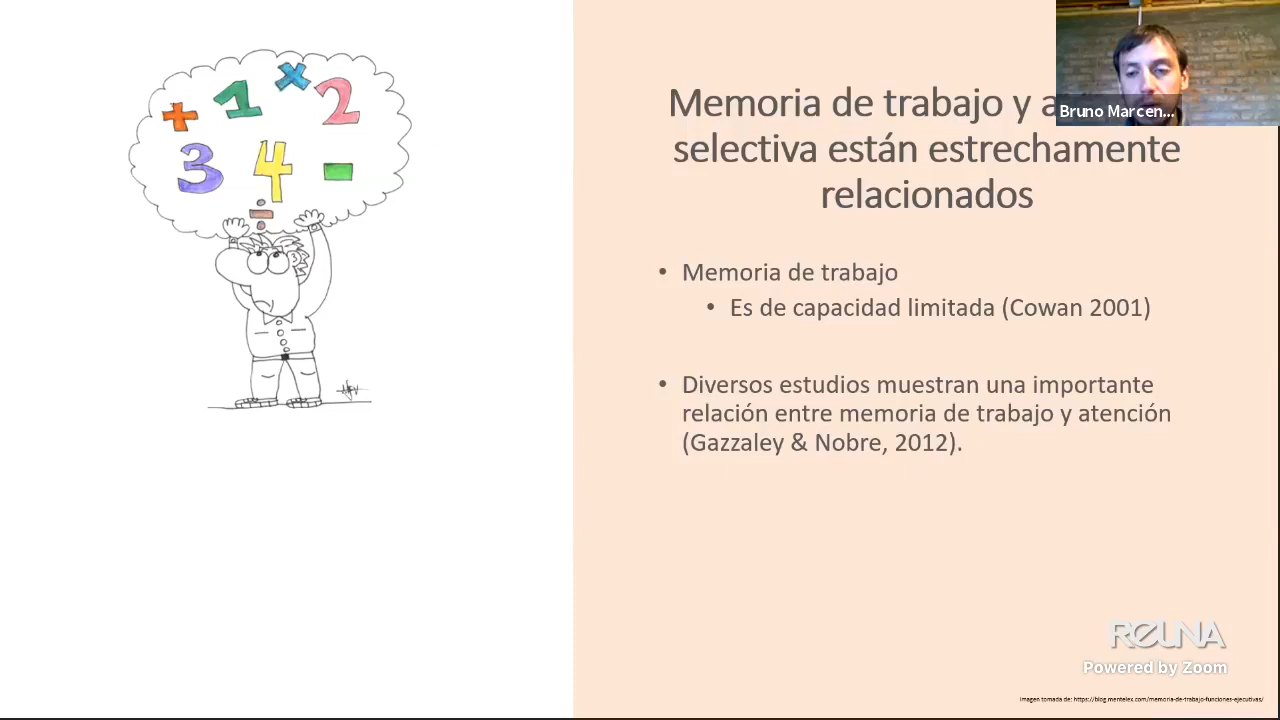 + 1 × 2
3 4 -
÷
Memoria de trabajo y a
selectiva están estrechamente
relacionados
Bruno Marcen...
• Memoria de trabajo
• Es de capacidad limitada (Cowan 2001)
• Diversos estudios muestran una importante
relación entre memoria de trabajo y atención
(Gazzaley & Nobre, 2012).
REUNA
Powered by Zoom
Imagen tomada de: https://blog.mentelex.com/memoria-de-trabajo-funciones-ejecutivas/